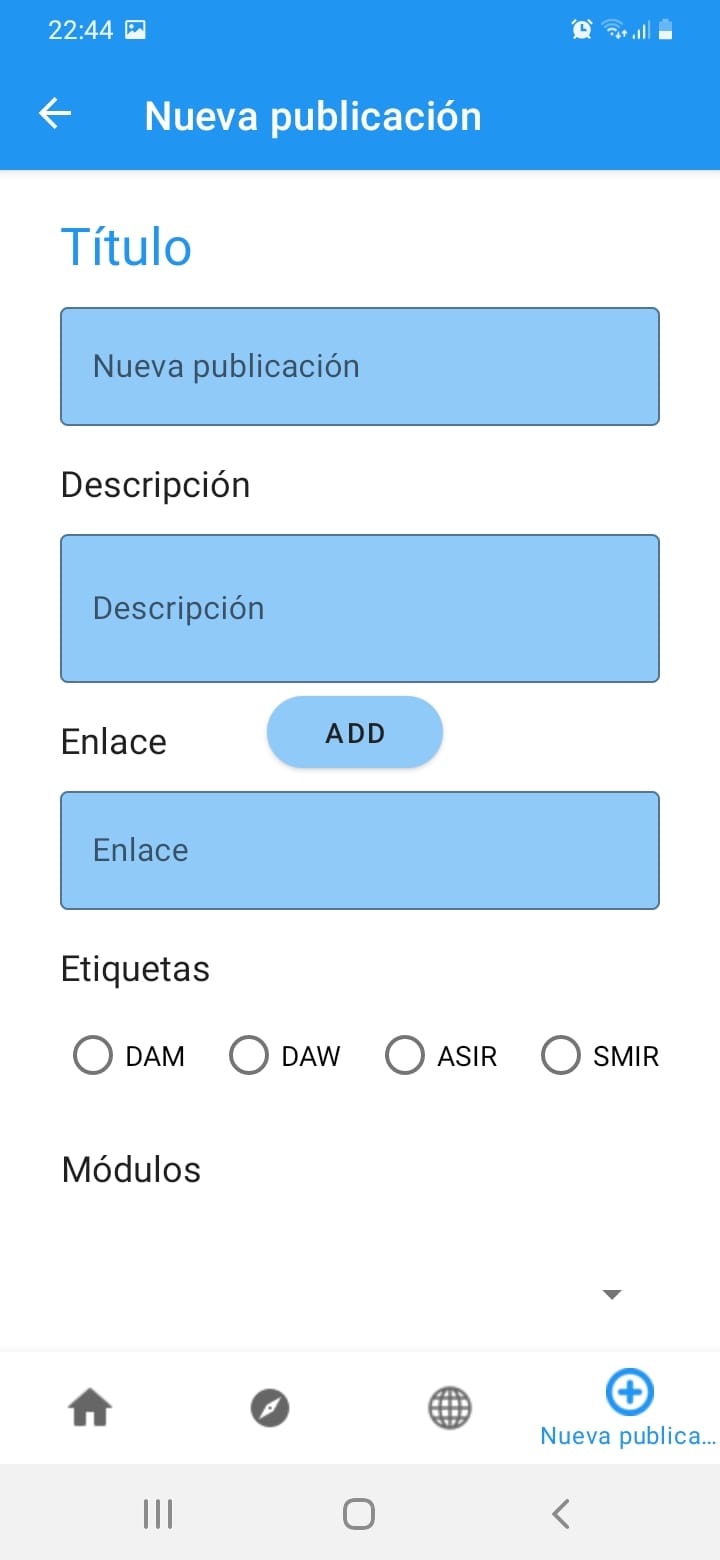 22:44
Nueva publicación
Título
Nueva publicación
Descripción
Descripción
Enlace
ADD
Enlace
Etiquetas
DAM DAW ASIR SMIR
Módulos
Nueva publica...